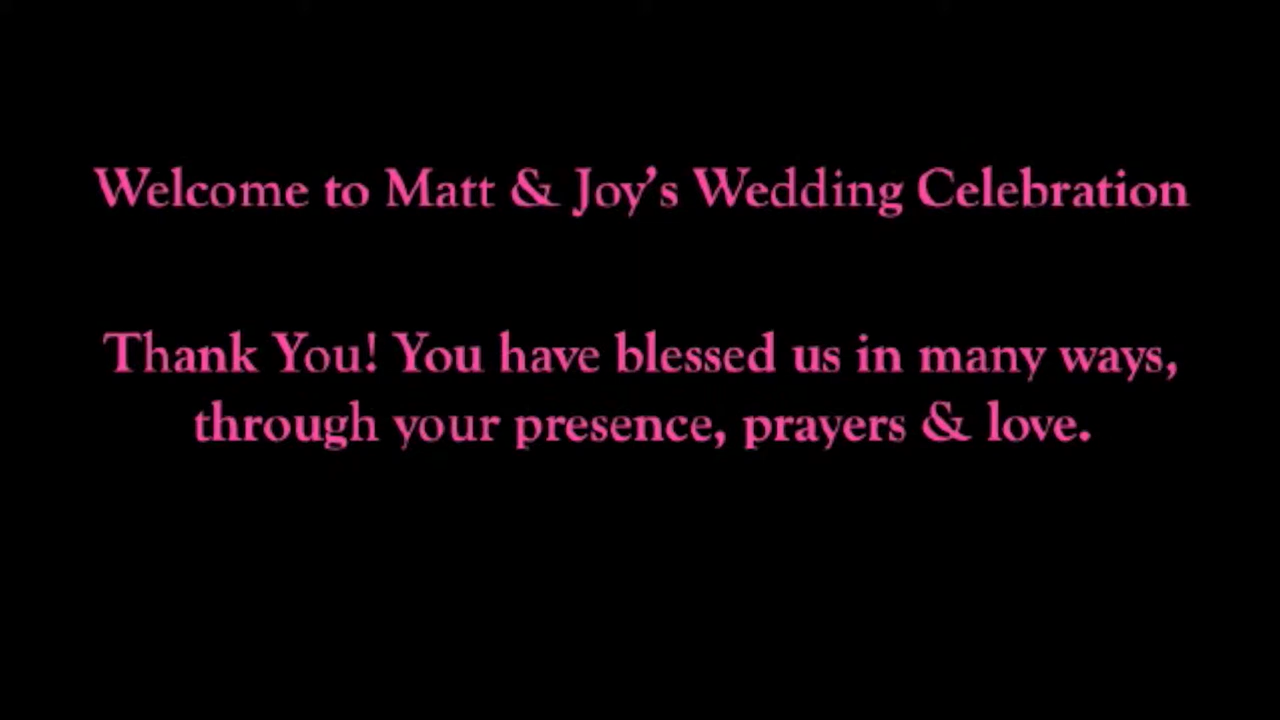 Welcome to Matt & Joy’s Wedding Celebration
Thank You! You have blessed us in many ways,
through your presence, prayers & love.